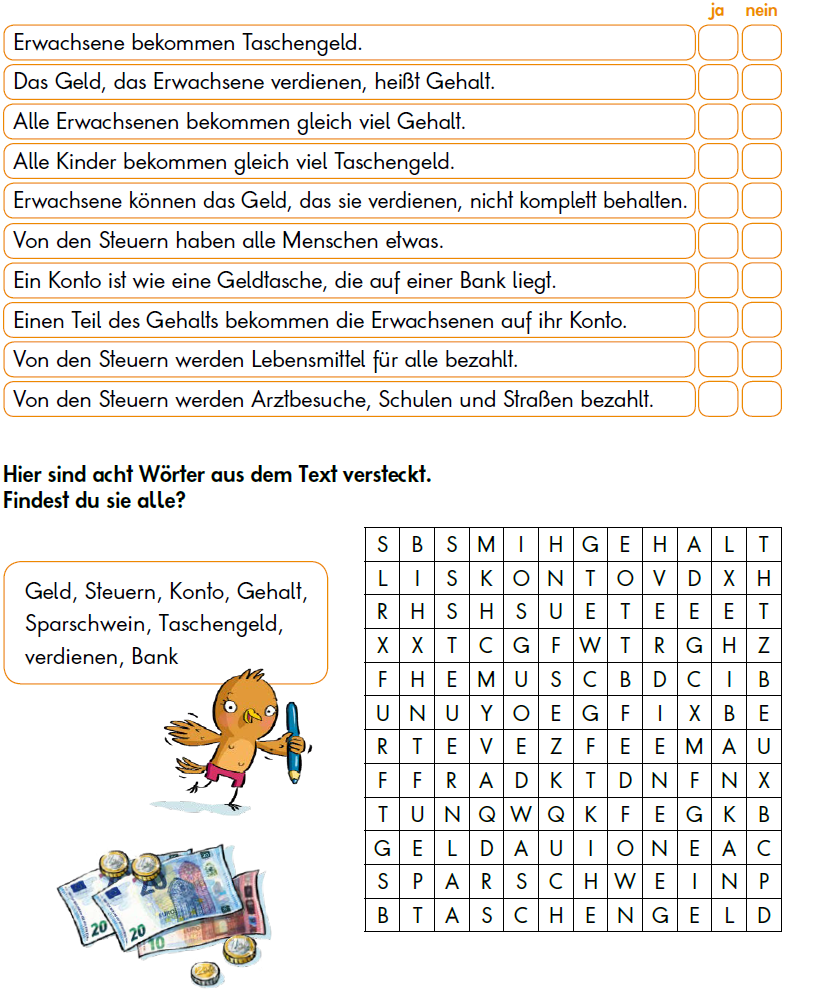 ja nein
Erwachsene bekommen Taschengeld.
Das Geld, das Erwachsene verdienen, heißt Gehalt.
Alle Erwachsenen bekommen gleich viel Gehalt.
Alle Kinder bekommen gleich viel Taschengeld.
Erwachsene können das Geld, das sie verdienen, nicht komplett behalten.
Von den Steuern haben alle Menschen etwas.
Ein Konto ist wie eine Geldtasche, die auf einer Bank liegt.
Einen Teil des Gehalts bekommen die Erwachsenen auf ihr Konto.
Von den Steuern werden Lebensmittel für alle bezahlt.
Von den Steuern werden Arztbesuche, Schulen und Straßen bezahlt.
Hier sind acht Wörter aus dem Text versteckt.
Findest du sie alle?
Geld, Steuern, Konto, Gehalt,
Sparschwein, Taschengeld,
verdienen, Bank
S B S M I H G E H A L T
L I S K O N T O V D X H
R H S H S U E T E E E T
X X T C G F W T R G H Z
F H E M U S C B D C I B
U N U Y O E G F I X B E
R T E V E Z F E E M A U
F F R A D K T D N F N X
T U N Q W Q K F E G K B
G E L D A U I O N E A C
S P A R S C H W E I N P
B T A S C H E N G E L D
20
20
20
10